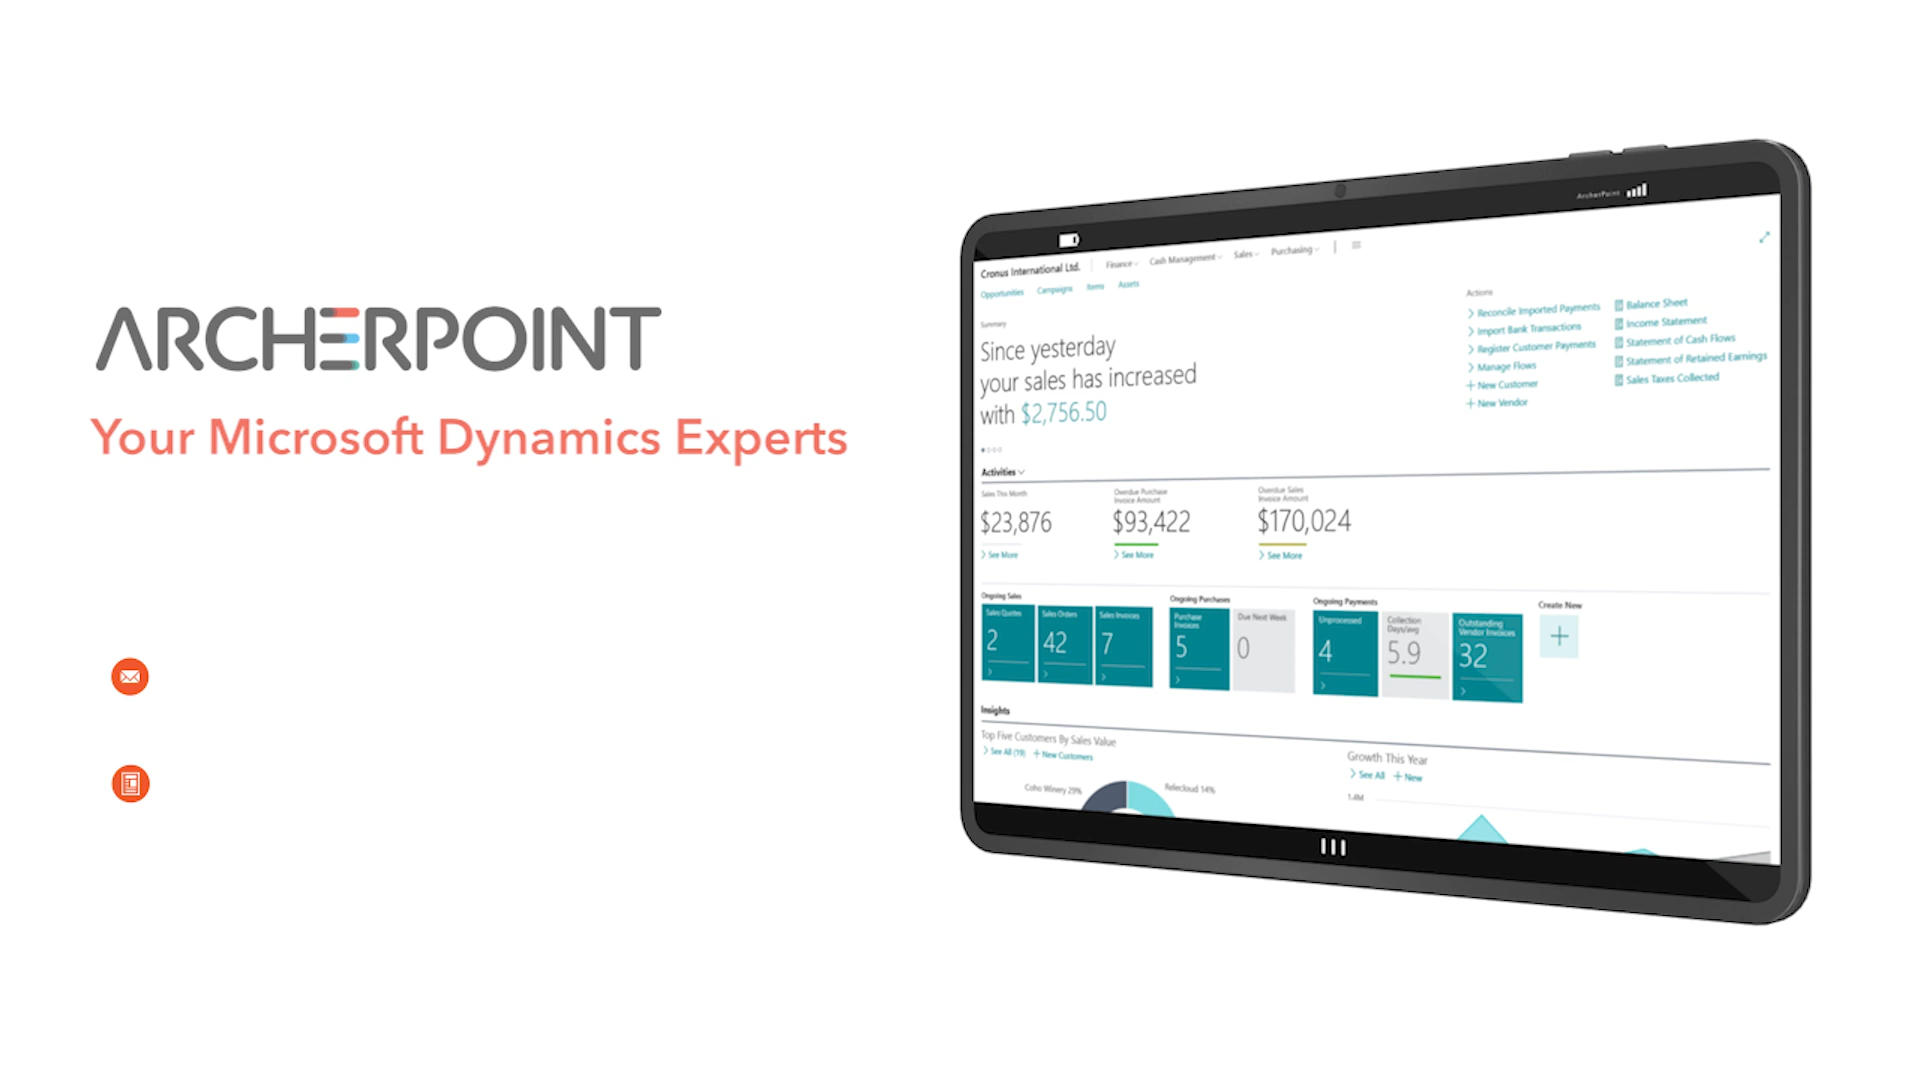 ARCHERPOINT
Your Microsoft Dynamics Experts
ArcherPoint
Cronus International Ltd.
Finance
Cash Management
Sales
Purchasing
Opportunities
Campaigns
Items
Assets
Summary
Since yesterday
your sales has increased
with $2,756.50
Actions
Reconcile Imported Payments
Import Bank Transactions
Register Customer Payments
Manage Flows
+ New Customer
+ New Vendor
Balance Sheet
Income Statement
Statement of Cash Flows
Statement of Retained Earnings
Sales Taxes Collected
Activities
Sales This Month
$23,876
> See More
Overdue Purchase
Invoice Amount
$93,422
> See More
Overdue Sales
Invoice Amount
$170,024
> See More
Ongoing Sales
Sales Quotes
2
Sales Orders
42
Sales Invoices
7
Ongoing Purchases
Purchase
Invoices
5
Due Next Week
0
Ongoing Payments
Unprocessed
4
Collection
Days/avg
5.9
Outstanding
Vendor Invoices
32
Create New
+
Insights
Top Five Customers By Sales Value
> See All (19) + New Customers
Coho Winery 29%
Relecloud 14%
Growth This Year
> See All + New
1.4M